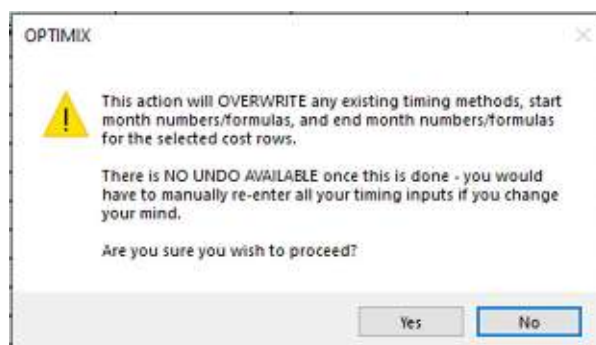 OPTIMIX
This action will OVERWRITE any existing timing methods, start
month numbers/formulas, and end month numbers/formulas
for the selected cost rows.
There is NO UNDO AVAILABLE once this is done - you would
have to manually re-enter all your timing inputs if you change
your mind.
Are you sure you wish to proceed?
Yes
No